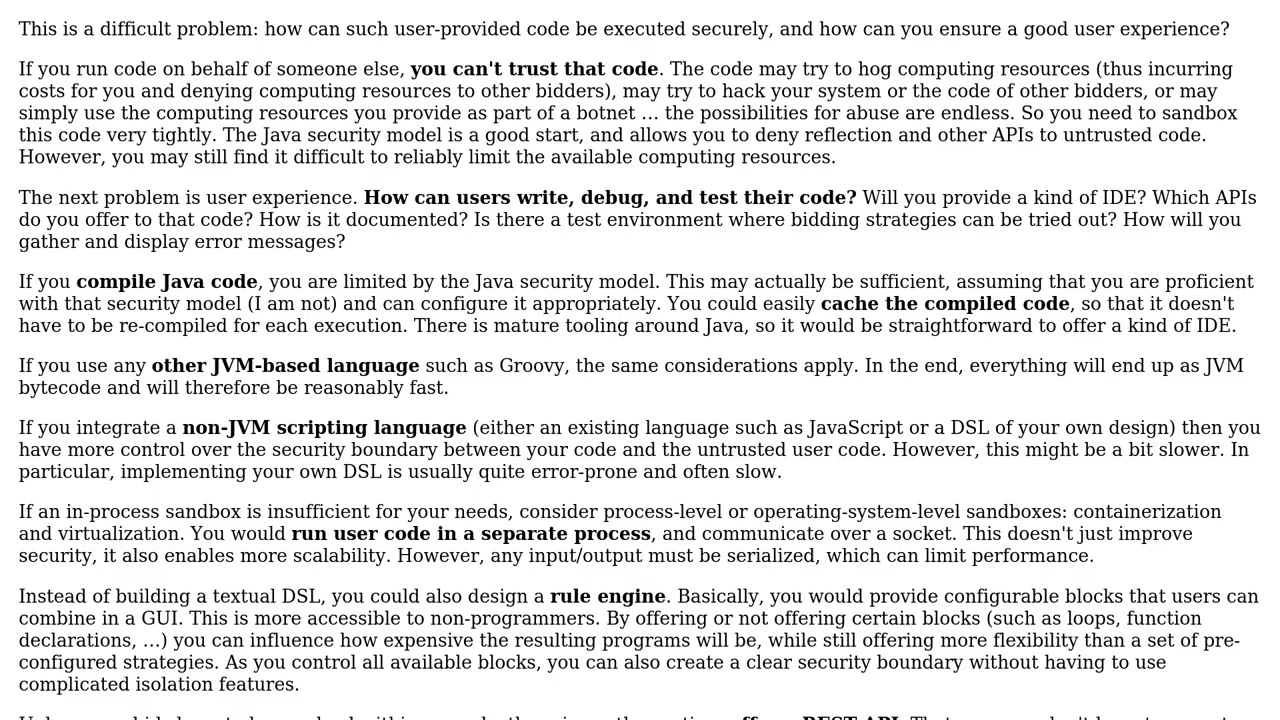 This is a difficult problem: how can such user-provided code be executed securely, and how can you ensure a good user experience?
If you run code on behalf of someone else, you can't trust that code. The code may try to hog computing resources (thus incurring
costs for you and denying computing resources to other bidders), may try to hack your system or the code of other bidders, or may
simply use the computing resources you provide as part of a botnet … the possibilities for abuse are endless. So you need to sandbox
this code very tightly. The Java security model is a good start, and allows you to deny reflection and other APIs to untrusted code.
However, you may still find it difficult to reliably limit the available computing resources.
The next problem is user experience. How can users write, debug, and test their code? Will you provide a kind of IDE? Which APIs
do you offer to that code? How is it documented? Is there a test environment where bidding strategies can be tried out? How will you
gather and display error messages?
If you compile Java code, you are limited by the Java security model. This may actually be sufficient, assuming that you are proficient
with that security model (I am not) and can configure it appropriately. You could easily cache the compiled code, so that it doesn't
have to be re-compiled for each execution. There is mature tooling around Java, so it would be straightforward to offer a kind of IDE.
If you use any other JVM-based language such as Groovy, the same considerations apply. In the end, everything will end up as JVM
bytecode and will therefore be reasonably fast.
If you integrate a non-JVM scripting language (either an existing language such as JavaScript or a DSL of your own design) then you
have more control over the security boundary between your code and the untrusted user code. However, this might be a bit slower. In
particular, implementing your own DSL is usually quite error-prone and often slow.
If an in-process sandbox is insufficient for your needs, consider process-level or operating-system-level sandboxes: containerization
and virtualization. You would run user code in a separate process, and communicate over a socket. This doesn't just improve
security, it also enables more scalability. However, any input/output must be serialized, which can limit performance.
Instead of building a textual DSL, you could also design a rule engine. Basically, you would provide configurable blocks that users can
combine in a GUI. This is more accessible to non-programmers. By offering or not offering certain blocks (such as loops, function
declarations, …) you can influence how expensive the resulting programs will be, while still offering more flexibility than a set of pre-
configured strategies. As you control all available blocks, you can also create a clear security boundary without having to use
complicated isolation features.